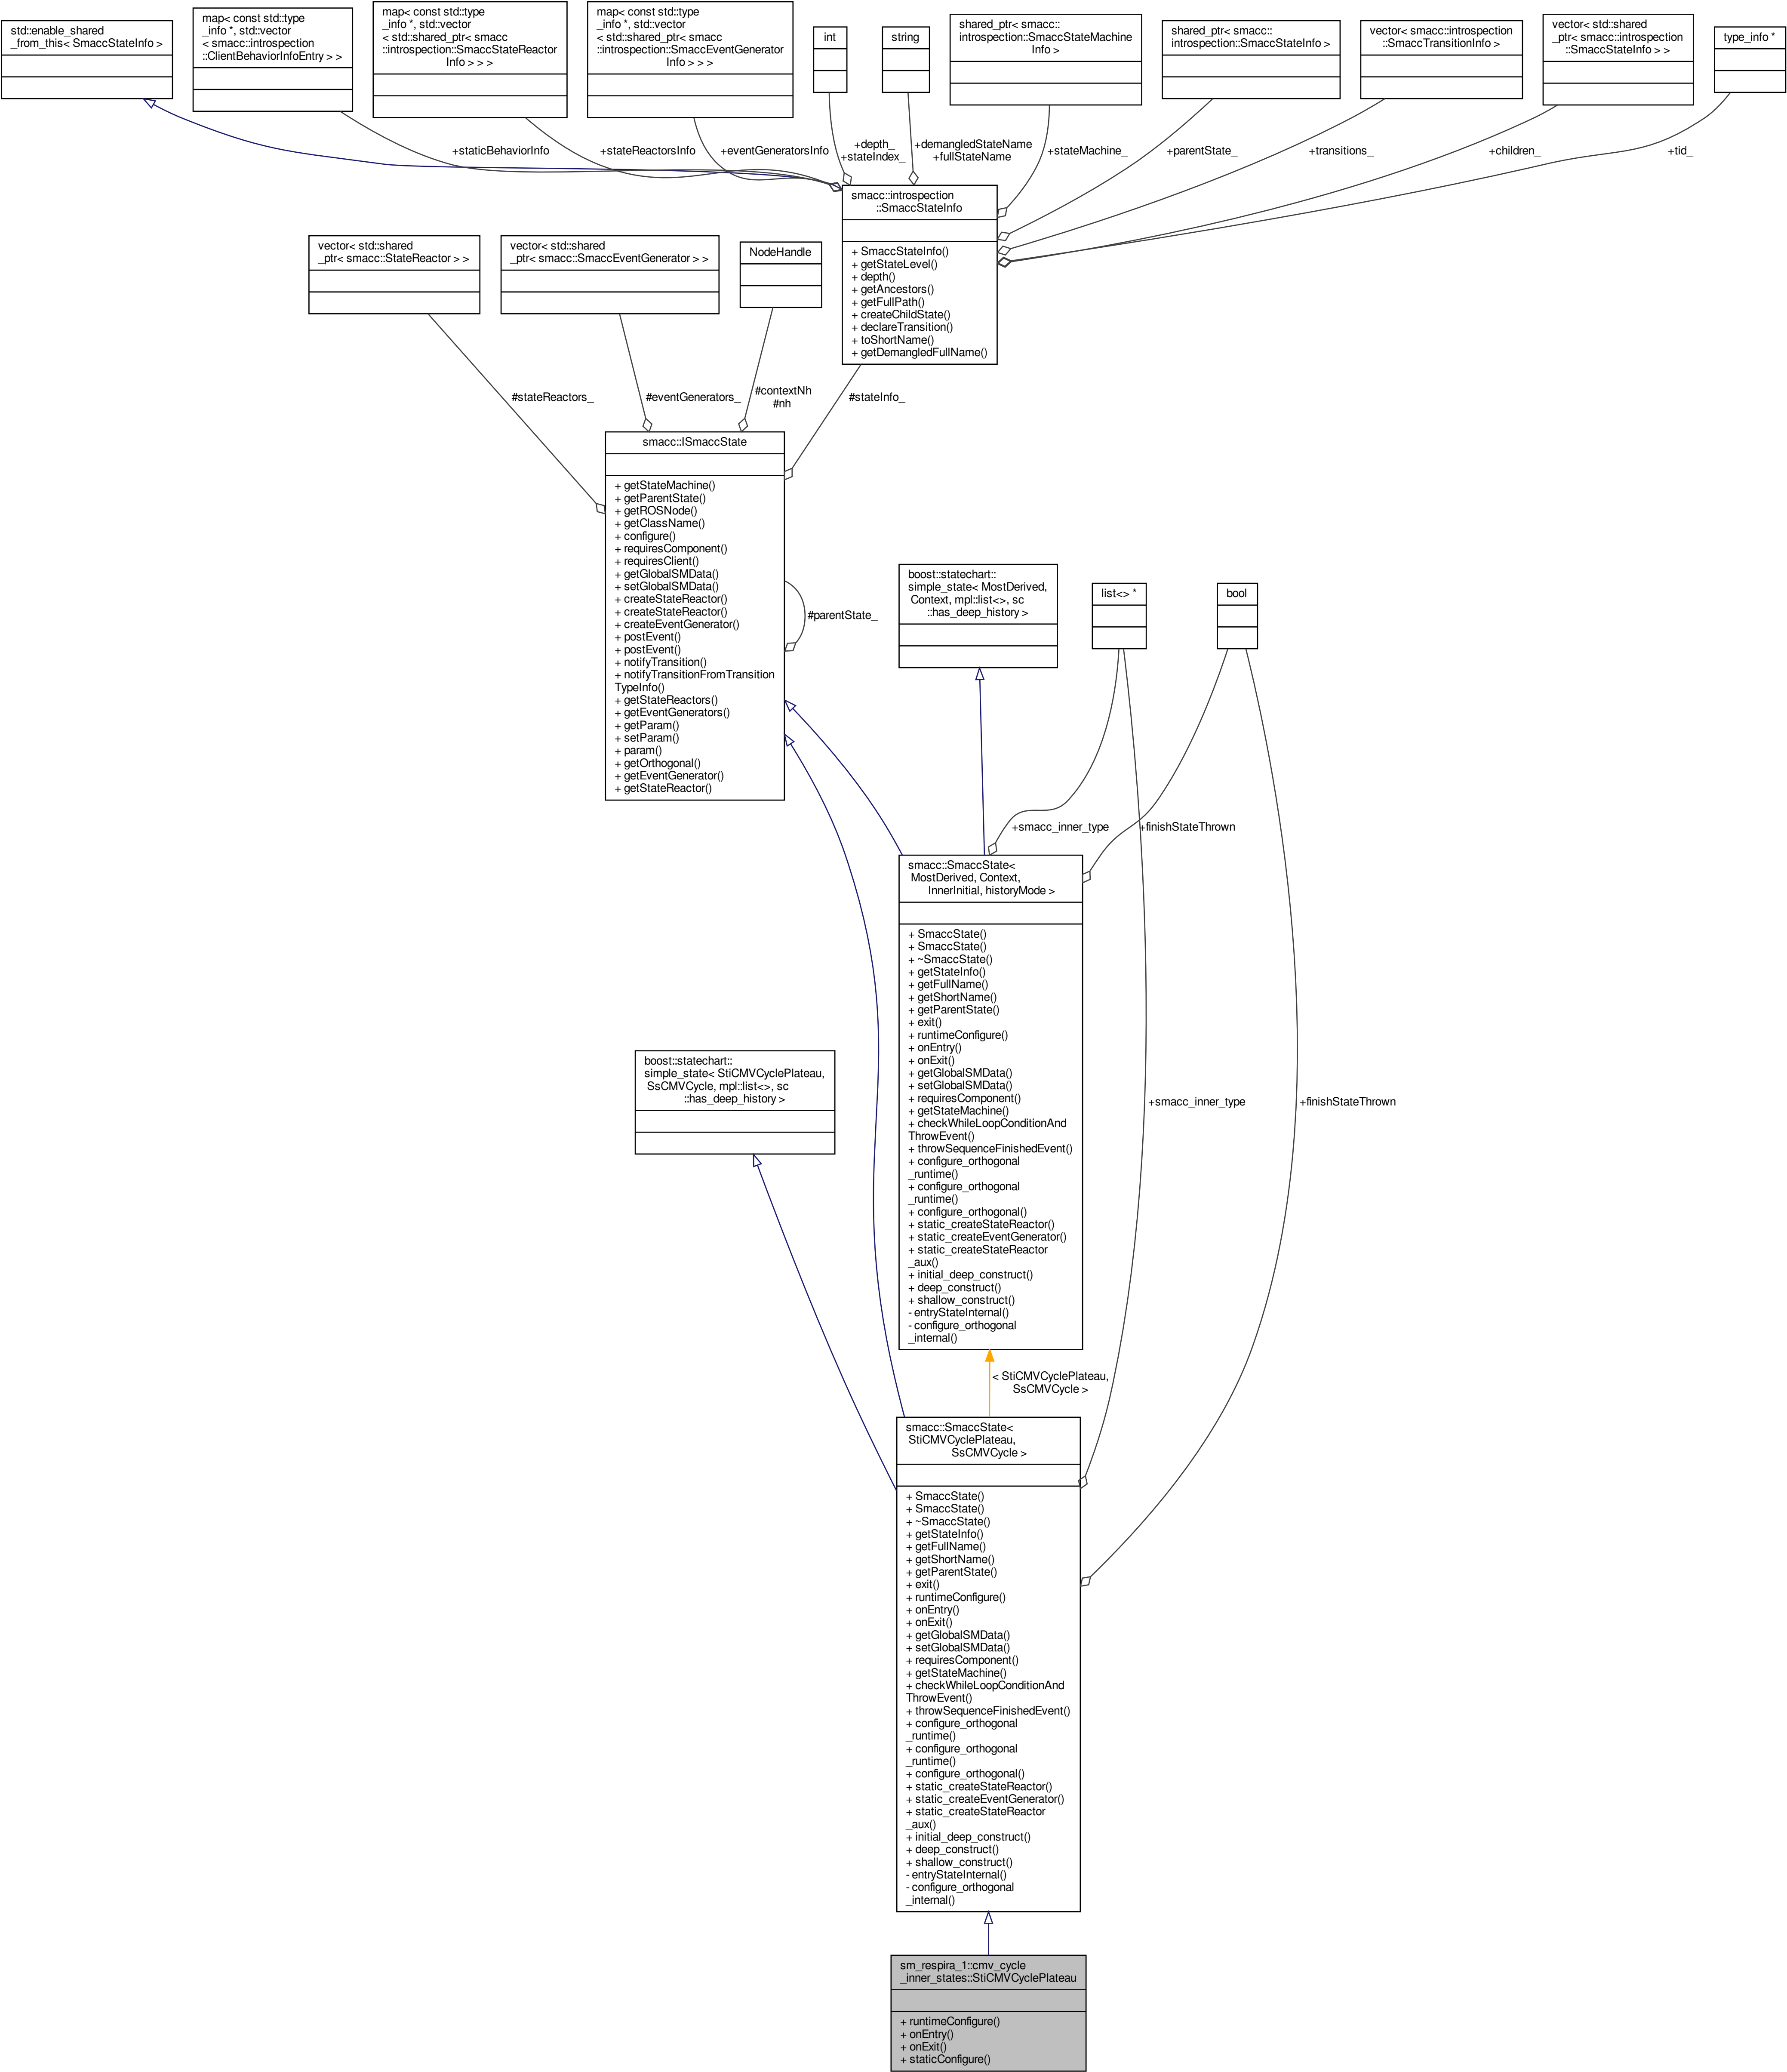 std::enable_shared
_from_this< SmaccStateInfo >
map< const std::type
_info *, std::vector
< smacc::introspection
::ClientBehaviorInfoEntry > >
map< const std::type
_info *, std::vector
< std::shared_ptr< smacc
::introspection::SmaccStateReactor
Info > > >
map< const std::type
_info *, std::vector
< std::shared_ptr< smacc
::introspection::SmaccEventGenerator
Info > > >
int
string
shared_ptr< smacc::
introspection::SmaccStateMachine
Info >
shared_ptr< smacc::
introspection::SmaccStateInfo >
vector< smacc::introspection
::SmaccTransitionInfo >
vector< std::shared
_ptr< smacc::introspection
::SmaccStateInfo > >
type_info *
+staticBehaviorInfo
+stateReactorsInfo
+eventGeneratorsInfo
+depth_
+stateIndex_
+demangledStateName
+fullStateName
+stateMachine_
+parentState_
+transitions_
+children_
+tid_
smacc::introspection
::SmaccStateInfo
+ SmaccStateInfo()
+ getStateLevel()
+ depth()
+ getAncestors()
+ getFullPath()
+ createChildState()
+ declareTransition()
+ toShortName()
+ getDemangledFullName()
vector< std::shared
_ptr< smacc::StateReactor > >
vector< std::shared
_ptr< smacc::SmaccEventGenerator > >
NodeHandle
#stateReactors_
#eventGenerators_
#contextNh
#nh
#stateInfo_
smacc::ISmaccState
+ getStateMachine()
+ getParentState()
+ getROSNode()
+ getClassName()
+ configure()
+ requiresComponent()
+ requiresClient()
+ getGlobalSMData()
+ setGlobalSMData()
+ createStateReactor()
+ createStateReactor()
+ createEventGenerator()
+ postEvent()
+ postEvent()
+ notifyTransition()
+ notifyTransitionFromTransition
TypeInfo()
+ getStateReactors()
+ getEventGenerators()
+ getParam()
+ setParam()
+ param()
+ getOrthogonal()
+ getEventGenerator()
+ getStateReactor()
#parentState_
boost::statechart::
simple_state< MostDerived,
Context, mpl::list<>, sc
::has_deep_history >
list<> *
bool
+smacc_inner_type
+finishStateThrown
smacc::SmaccState<
MostDerived, Context,
InnerInitial, historyMode >
+ SmaccState()
+ SmaccState()
+ ~SmaccState()
+ getStateInfo()
+ getFullName()
+ getShortName()
+ getParentState()
+ exit()
+ runtimeConfigure()
+ onEntry()
+ onExit()
+ getGlobalSMData()
+ setGlobalSMData()
+ requiresComponent()
+ getStateMachine()
+ checkWhileLoopConditionAnd
ThrowEvent()
+ throwSequenceFinishedEvent()
+ configure_orthogonal
_runtime()
+ configure_orthogonal
_runtime()
+ configure_orthogonal()
+ static_createStateReactor()
+ static_createEventGenerator()
+ static_createStateReactor
_aux()
+ initial_deep_construct()
+ deep_construct()
+ shallow_construct()
- entryStateInternal()
- configure_orthogonal
_internal()
boost::statechart::
simple_state< StiCMVCyclePlateau,
SsCMVCycle, mpl::list<>, sc
::has_deep_history >
+smacc_inner_type
+finishStateThrown
< StiCMVCyclePlateau,
SsCMVCycle >
smacc::SmaccState<
StiCMVCyclePlateau,
SsCMVCycle >
+ SmaccState()
+ SmaccState()
+ ~SmaccState()
+ getStateInfo()
+ getFullName()
+ getShortName()
+ getParentState()
+ exit()
+ runtimeConfigure()
+ onEntry()
+ onExit()
+ getGlobalSMData()
+ setGlobalSMData()
+ requiresComponent()
+ getStateMachine()
+ checkWhileLoopConditionAnd
ThrowEvent()
+ throwSequenceFinishedEvent()
+ configure_orthogonal
_runtime()
+ configure_orthogonal
_runtime()
+ configure_orthogonal()
+ static_createStateReactor()
+ static_createEventGenerator()
+ static_createStateReactor
_aux()
+ initial_deep_construct()
+ deep_construct()
+ shallow_construct()
- entryStateInternal()
- configure_orthogonal
_internal()
sm_respira_1::cmv_cycle
_inner_states::StiCMVCyclePlateau
+ runtimeConfigure()
+ onEntry()
+ onExit()
+ staticConfigure()